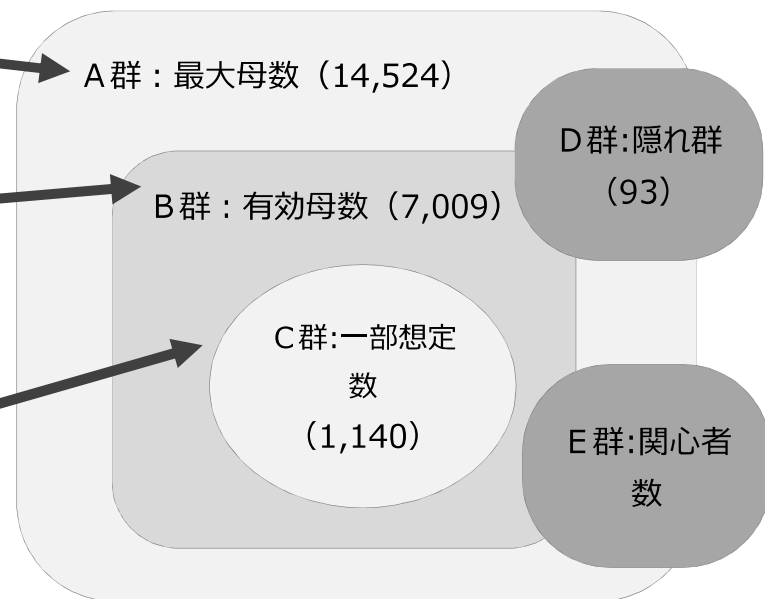 Ａ群：最大母数（14,524）
Ｄ群:隠れ群
（93）
Ｂ群：有効母数（7,009）
Ｃ群:一部想定
数
（1,140）
Ｅ群:関心者
数